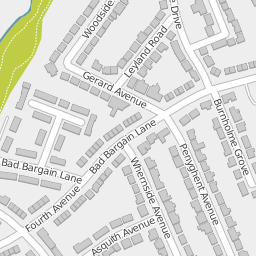 Woodside
Leyland Road
e Drive
Gerard Avenue
Burnholme Grove
Bad Bargain Lane
Bad Bargain Lane
Penyghent Avenue
Whernside Avenue
Fourth Avenue
Asquith Avenue